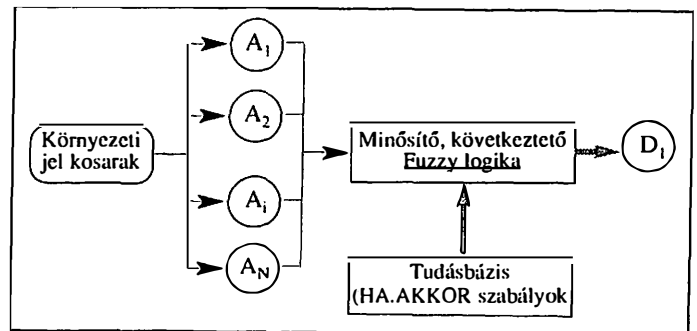 A1
A2
Környezeti
jel kosarak
Minősítő, következtető
Fuzzy logika
D1
Ai
AN
Tudásbázis
(HA.AKKOR szabályok